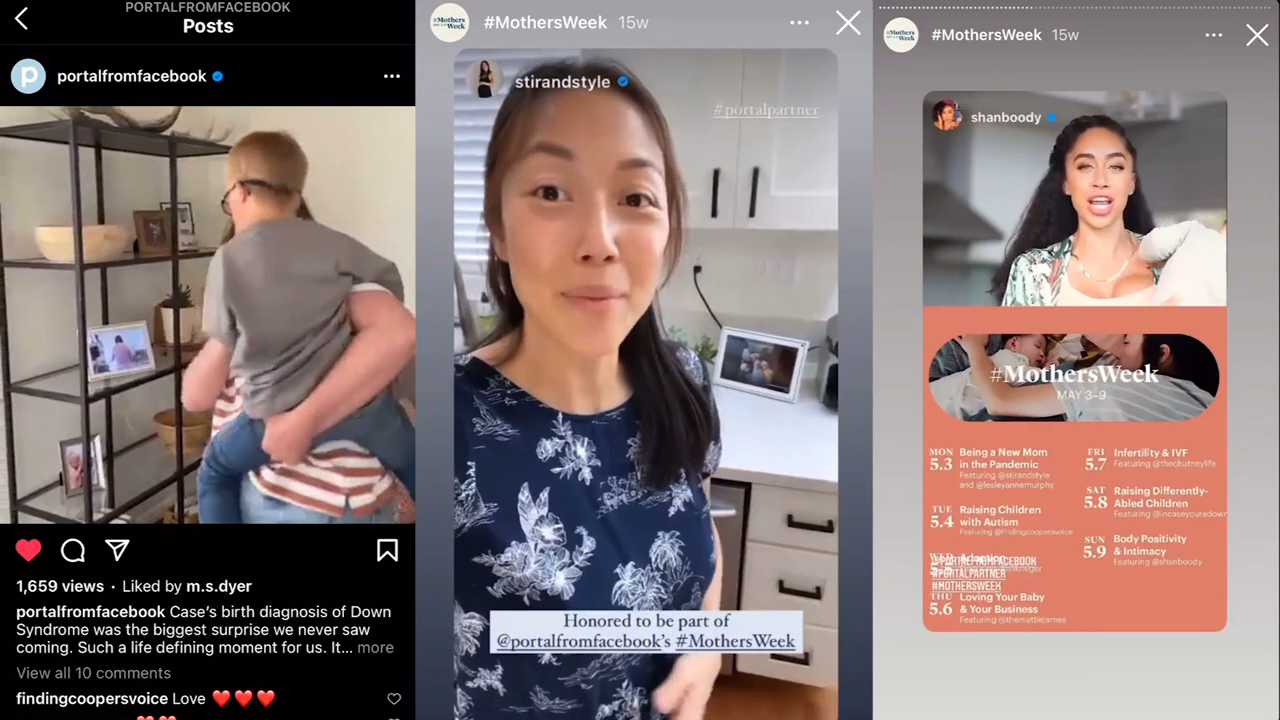 PORTALFROMFACEBOOK
Posts
portalfromfacebook
1,659 views · Liked by m.s.dyer
portalfromfacebook Case's birth diagnosis of Down
Syndrome was the biggest surprise we never saw
coming. Such a life defining moment for us. It... more
View all 10 comments
findingcoopersvoice Love ❤️❤️❤️
#MothersWeek 15w
stirandstyle
#portalpartner
Honored to be part of
@portalfromfacebook's #MothersWeek
#MothersWeek 15w
shanboody
#MothersWeek
MAY 3-9
MON 5.3
Being a New Mom
in the Pandemic
Featuring @stirandstyle
and @lesleyannemurphy
TUE 5.4
Raising Children
with Autism
Featuring @findingcoopersvoice
@PORTALFROMFACEBOOK
#PORTALPARTNER
#MOTHERSWEEK
THU 5.6
Loving Your Baby
& Your Business
Featuring @themattiejames
FRI 5.7
Infertility & IVF
Featuring @thechutneylife
SAT 5.8
Raising Differently-
Abled Children
Featuring @incaseyouredown
SUN 5.9
Body Positivity
& Intimacy
Featuring @shanboody